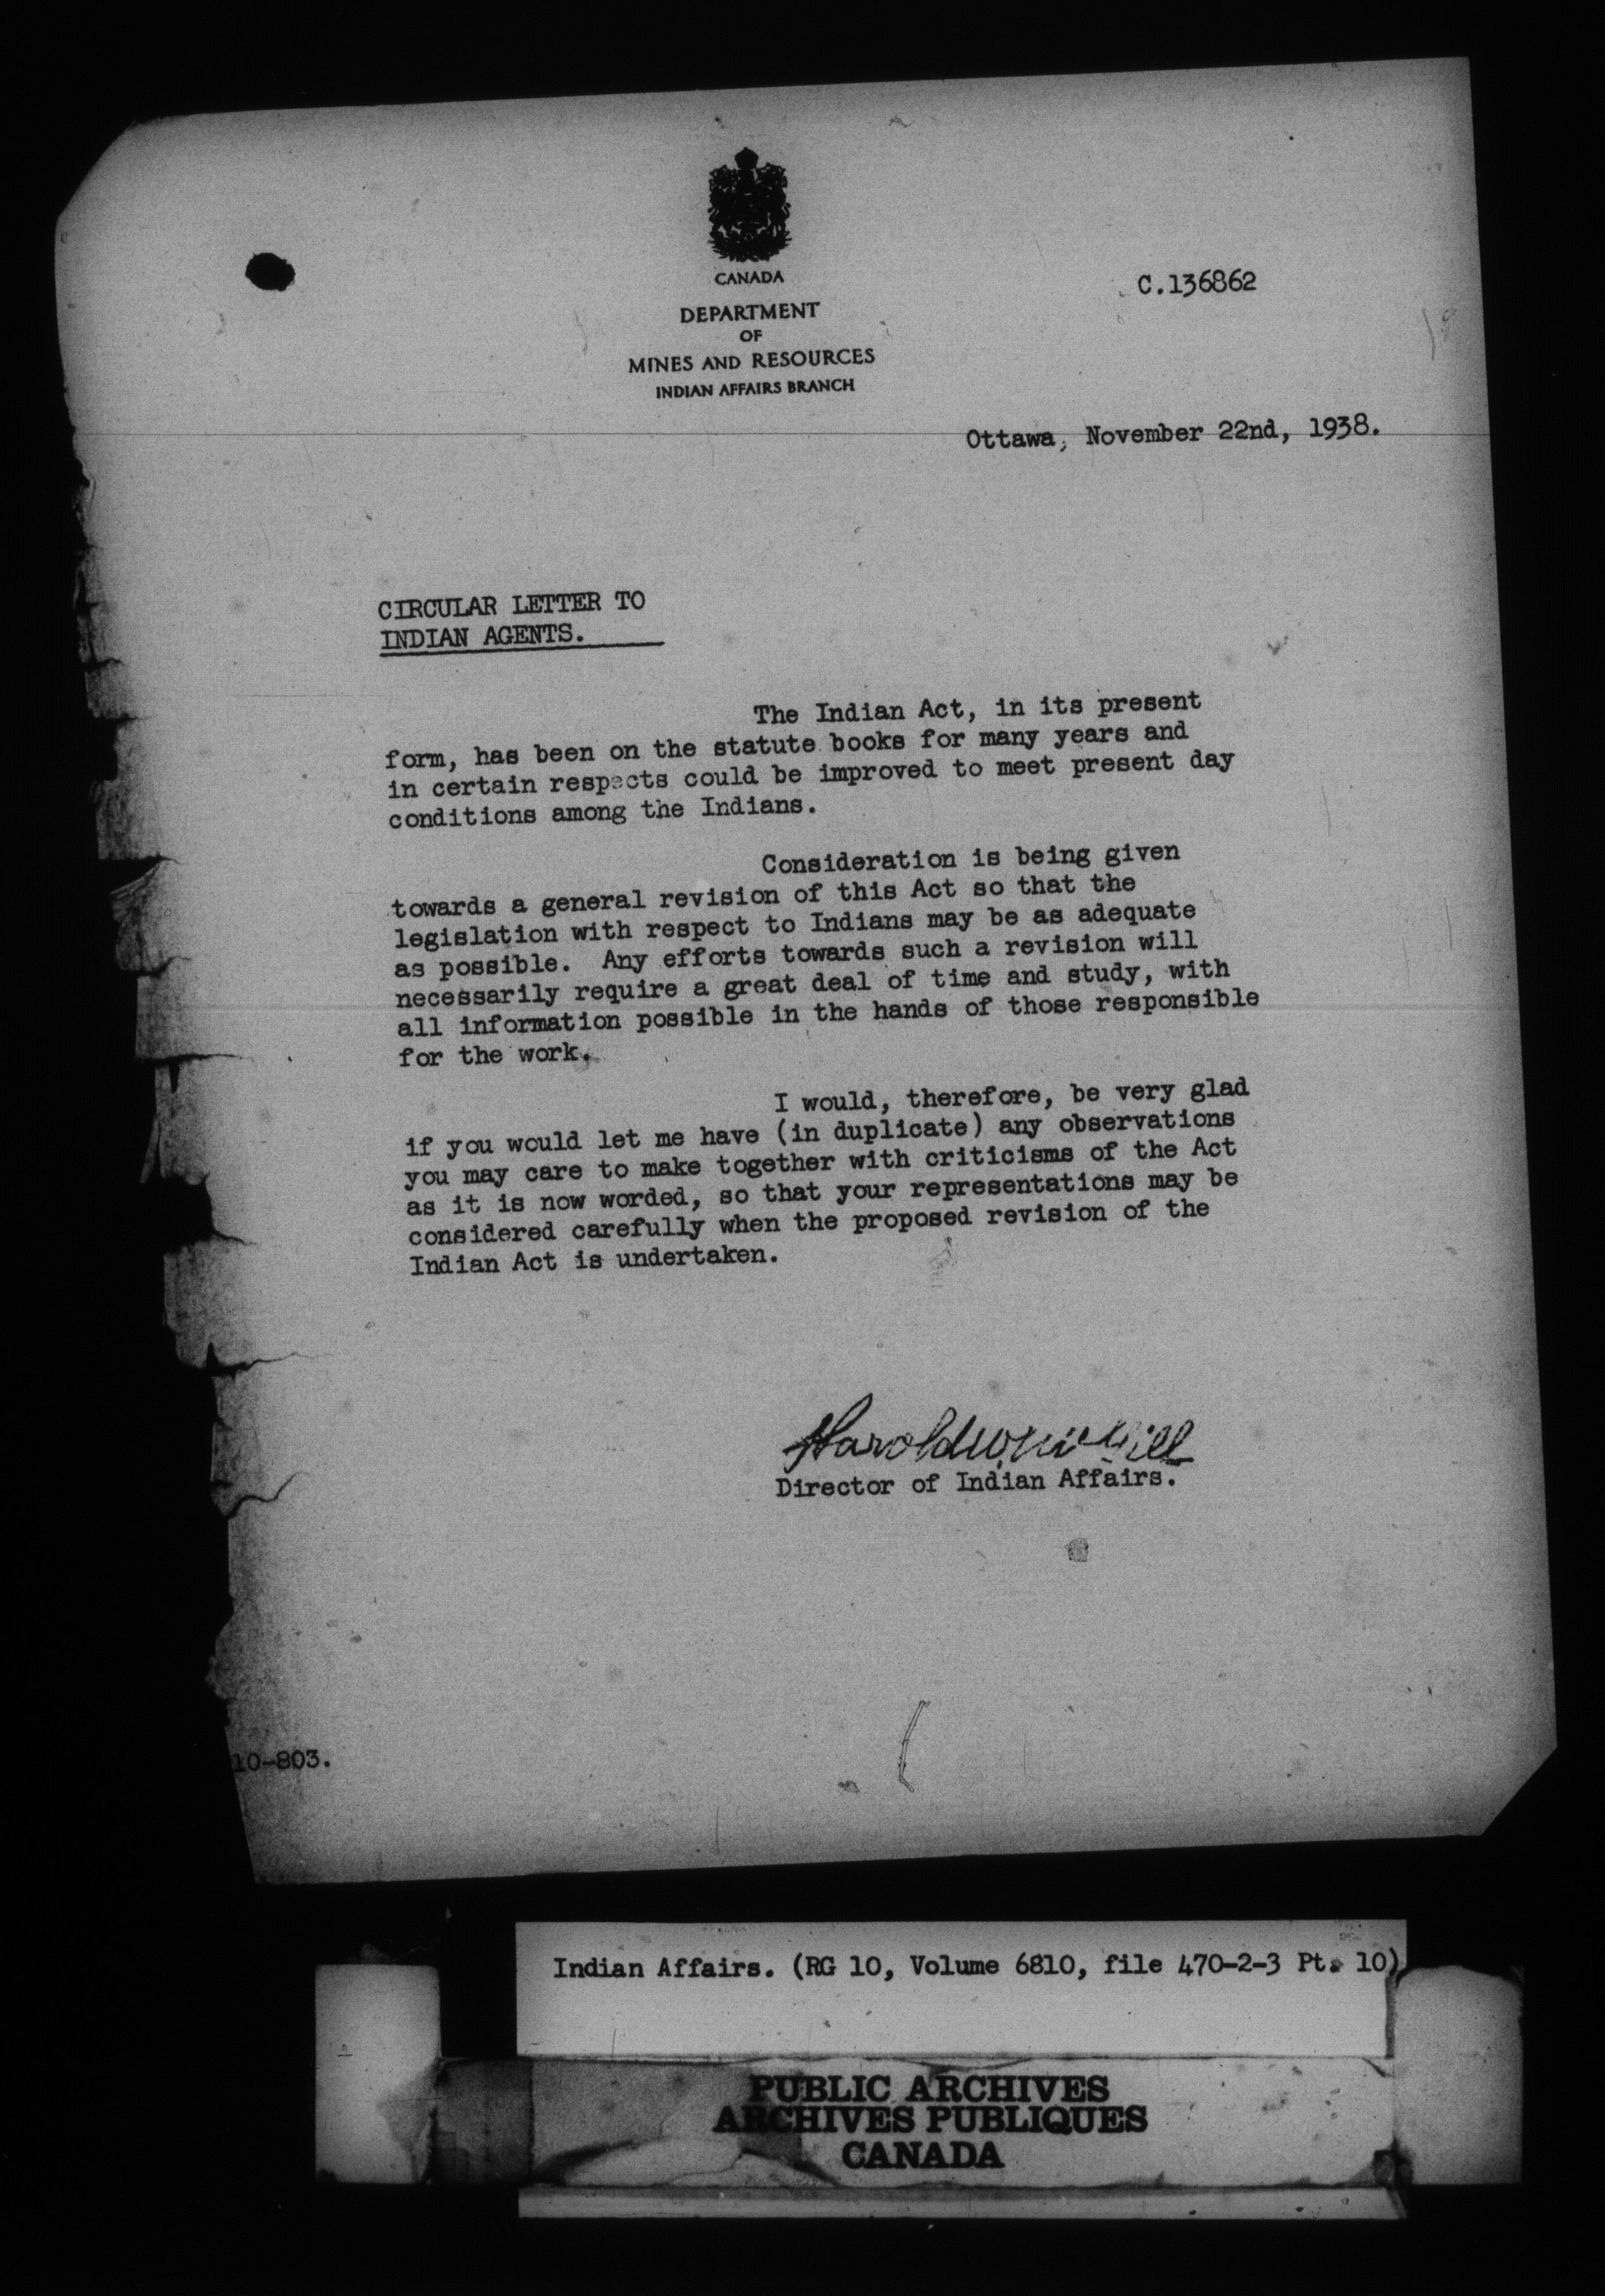 CANADA
DEPARTMENT
OF
MINES AND RESOURCES
INDIAN AFFAIRS BRANCH
C.136862
Ottawa, November 22nd, 1938.
CIRCULAR LETTER TO
INDIAN AGENTS.
The Indian Act, in its present
form, has been on the statute books for many years and
in certain respects could be improved to meet present day
conditions among the Indians.
Consideration is being given
towards a general revision of this Act so that the
legislation with respect to Indians may be as adequate
as possible. Any efforts towards such a revision will
necessarily require a great deal of time and study, with
all information possible in the hands of those responsible
for the work.
I would, therefore, be very glad
if you would let me have (in duplicate) any observations
you may care to make together with criticisms of the Act
as it is now worded, so that your representations may be
considered carefully when the proposed revision of the
Indian Act is undertaken.
Harold W McGill
Director of Indian Affairs.
10-803.
Indian Affairs. (RG 10, Volume 6810, file 470-2-3 Pt. 10)
PUBLIC ARCHIVES
ARCHIVES PUBLIQUES
CANADA